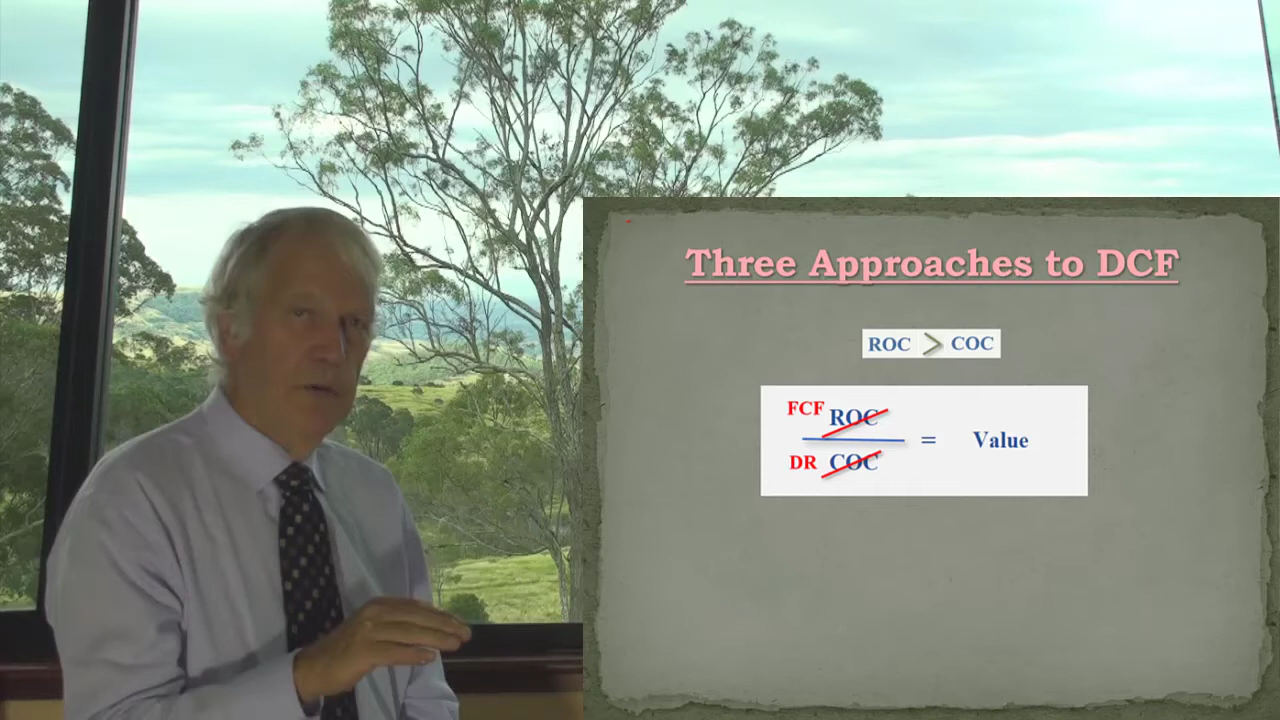 Three Approaches to DCF
ROC > COC
FCF ROC
= Value
DR COC